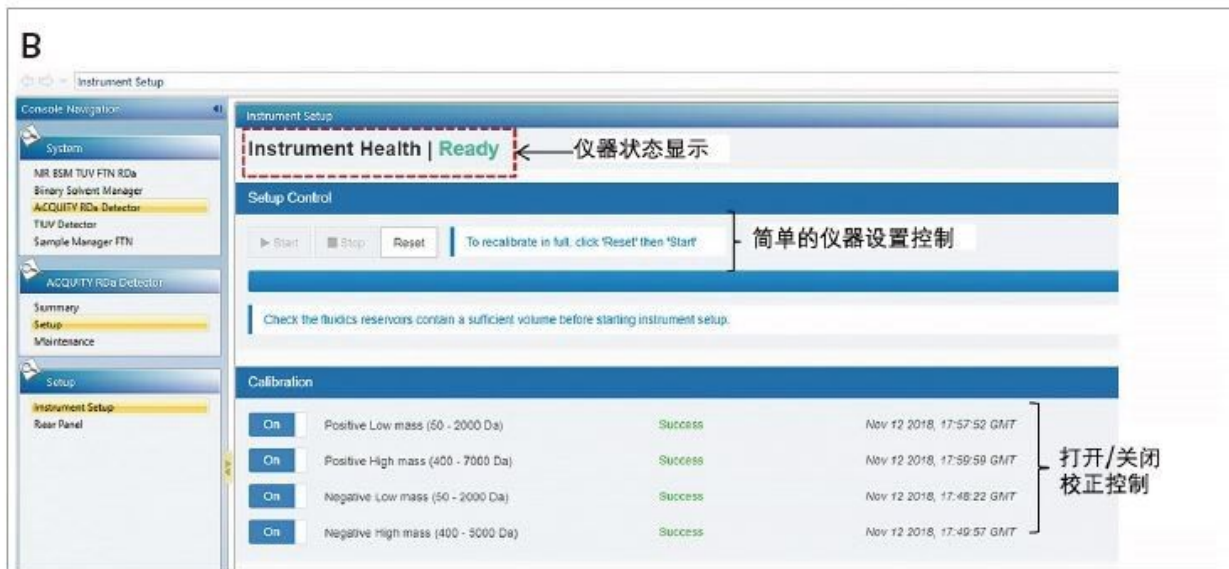 B
Instrument Setup
Console Navigation
System
NIR BSM TUV FTN RDa
Binary Solvent Manager
ACQUITY RDa Detector
TUV Detector
Sample Manager FTN
ACQUITY RDa Detector
Summary
Setup
Maintenance
Setup
Instrument Setup
Rear Panel
Instrument Setup
Instrument Health | Ready 仪器状态显示
Setup Control
Start Stop Reset To recalibrate in full, click 'Reset' then 'Start' 简单的仪器设置控制
Check the fluidics reservoirs contain a sufficient volume before starting instrument setup.
Calibration
On Positive Low mass (50 - 2000 Da) Success Nov 12 2018, 17:57:52 GMT
On Positive High mass (400 - 7000 Da) Success Nov 12 2018, 17:59:59 GMT
On Negative Low mass (50 - 2000 Da) Success Nov 12 2018, 17:48:22 GMT
On Negative High mass (400 - 5000 Da) Success Nov 12 2018, 17:49:57 GMT
打开/关闭
校正控制